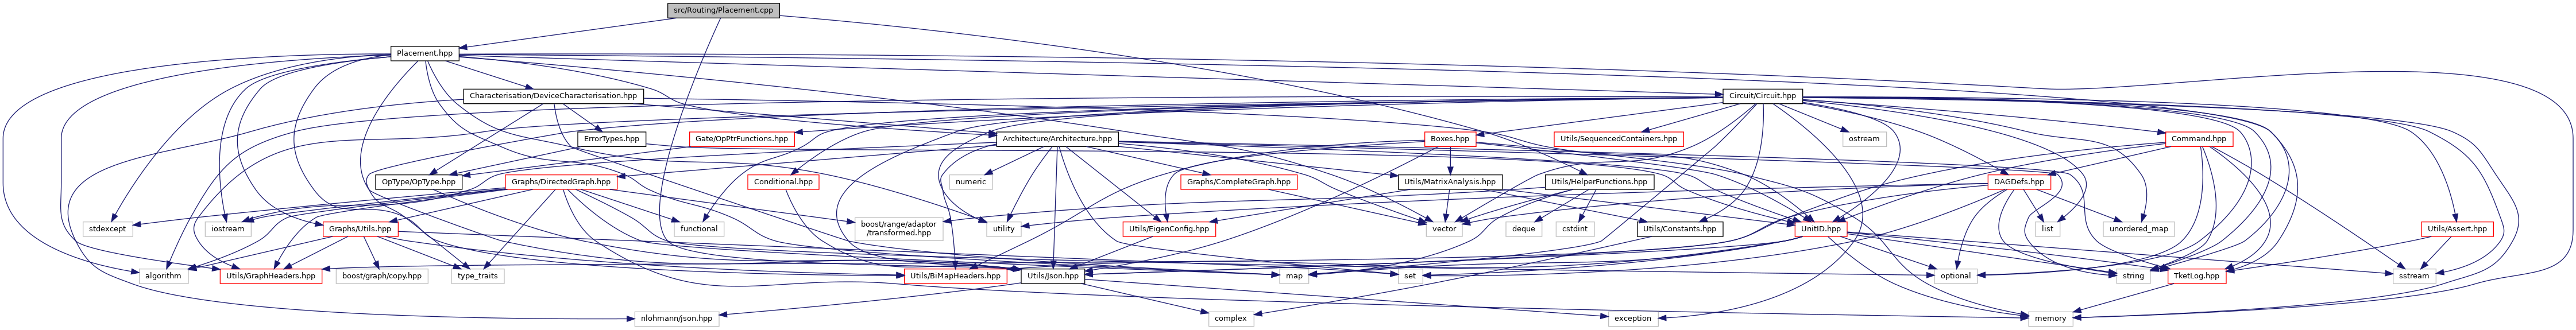 src/Routing/Placement.cpp
Placement.hpp
Characterisation/DeviceCharacterisation.hpp
Circuit/Circuit.hpp
ErrorTypes.hpp
Gate/OpPtrFunctions.hpp
Architecture/Architecture.hpp
Boxes.hpp
Utils/SequencedContainers.hpp
ostream
Command.hpp
OpType/OpType.hpp
Graphs/DirectedGraph.hpp
Conditional.hpp
numeric
Graphs/CompleteGraph.hpp
Utils/MatrixAnalysis.hpp
Utils/HelperFunctions.hpp
DAGDefs.hpp
stdexcept
iostream
Graphs/Utils.hpp
functional
boost/range/adaptor
/transformed.hpp
utility
Utils/EigenConfig.hpp
vector
deque
cstdint
Utils/Constants.hpp
UnitID.hpp
list
unordered_map
Utils/Assert.hpp
algorithm
Utils/GraphHeaders.hpp
boost/graph/copy.hpp
type_traits
Utils/BiMapHeaders.hpp
Utils/Json.hpp
map
set
optional
string
TketLog.hpp
sstream
nlohmann/json.hpp
complex
exception
memory